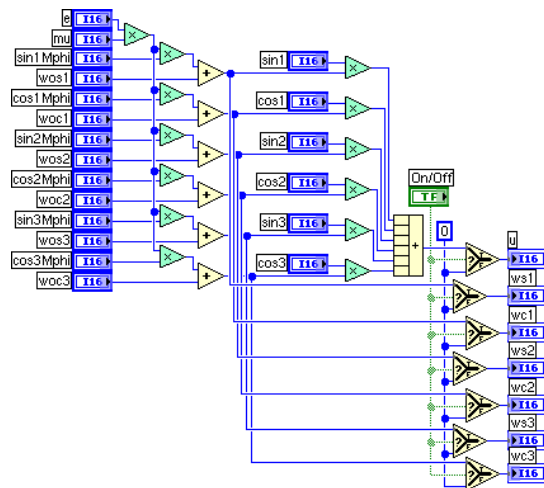 e I16
mu I16
sin1Mphi I16
wos1 I16
cos1Mphi I16
woc1 I16
sin2Mphi I16
wos2 I16
cos2Mphi I16
woc2 I16
sin3Mphi I16
wos3 I16
cos3Mphi I16
woc3 I16
×
×
×
×
×
×
×
+
+
+
+
+
+
sin1 I16
cos1 I16
sin2 I16
cos2 I16
sin3 I16
cos3 I16
×
×
×
×
×
×
+
On/Off
TF
0
? T F
? T F
? T F
? T F
? T F
? T F
? T F
u
I16
ws1
I16
wc1
I16
ws2
I16
wc2
I16
ws3
I16
wc3
I16